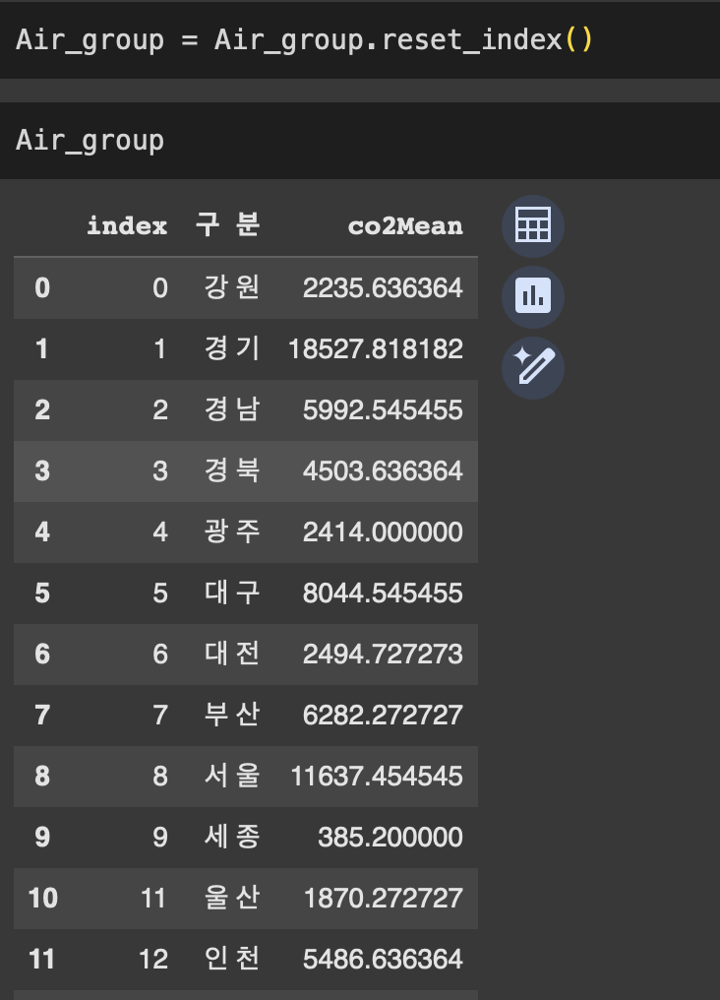 Air_group = Air_group.reset_index()
Air_group
index 구 분 co2Mean
0 0 강원 2235.636364
1 1 경기 18527.818182
2 2 경남 5992.545455
3 3 경북 4503.636364
4 4 광주 2414.000000
5 5 대구 8044.545455
6 6 대전 2494.727273
7 7 부산 6282.272727
8 8 서울 11637.454545
9 9 세종 385.200000
10 11 울산 1870.272727
11 12 인천 5486.636364